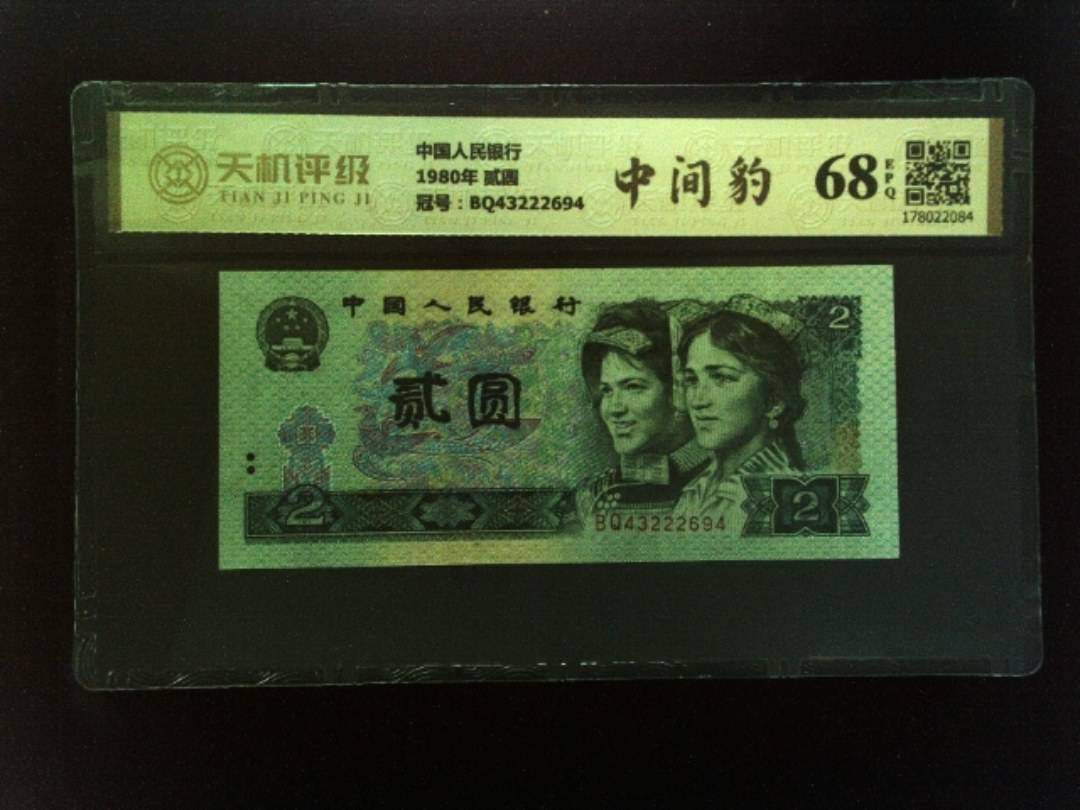 天机评级
TIAN JI PING JI
中国人民银行
1980年 贰圆
冠号：BQ43222694
中间豹
68
EPQ
178022084
中国人民银行
2
贰圆
2
BQ43222694
2